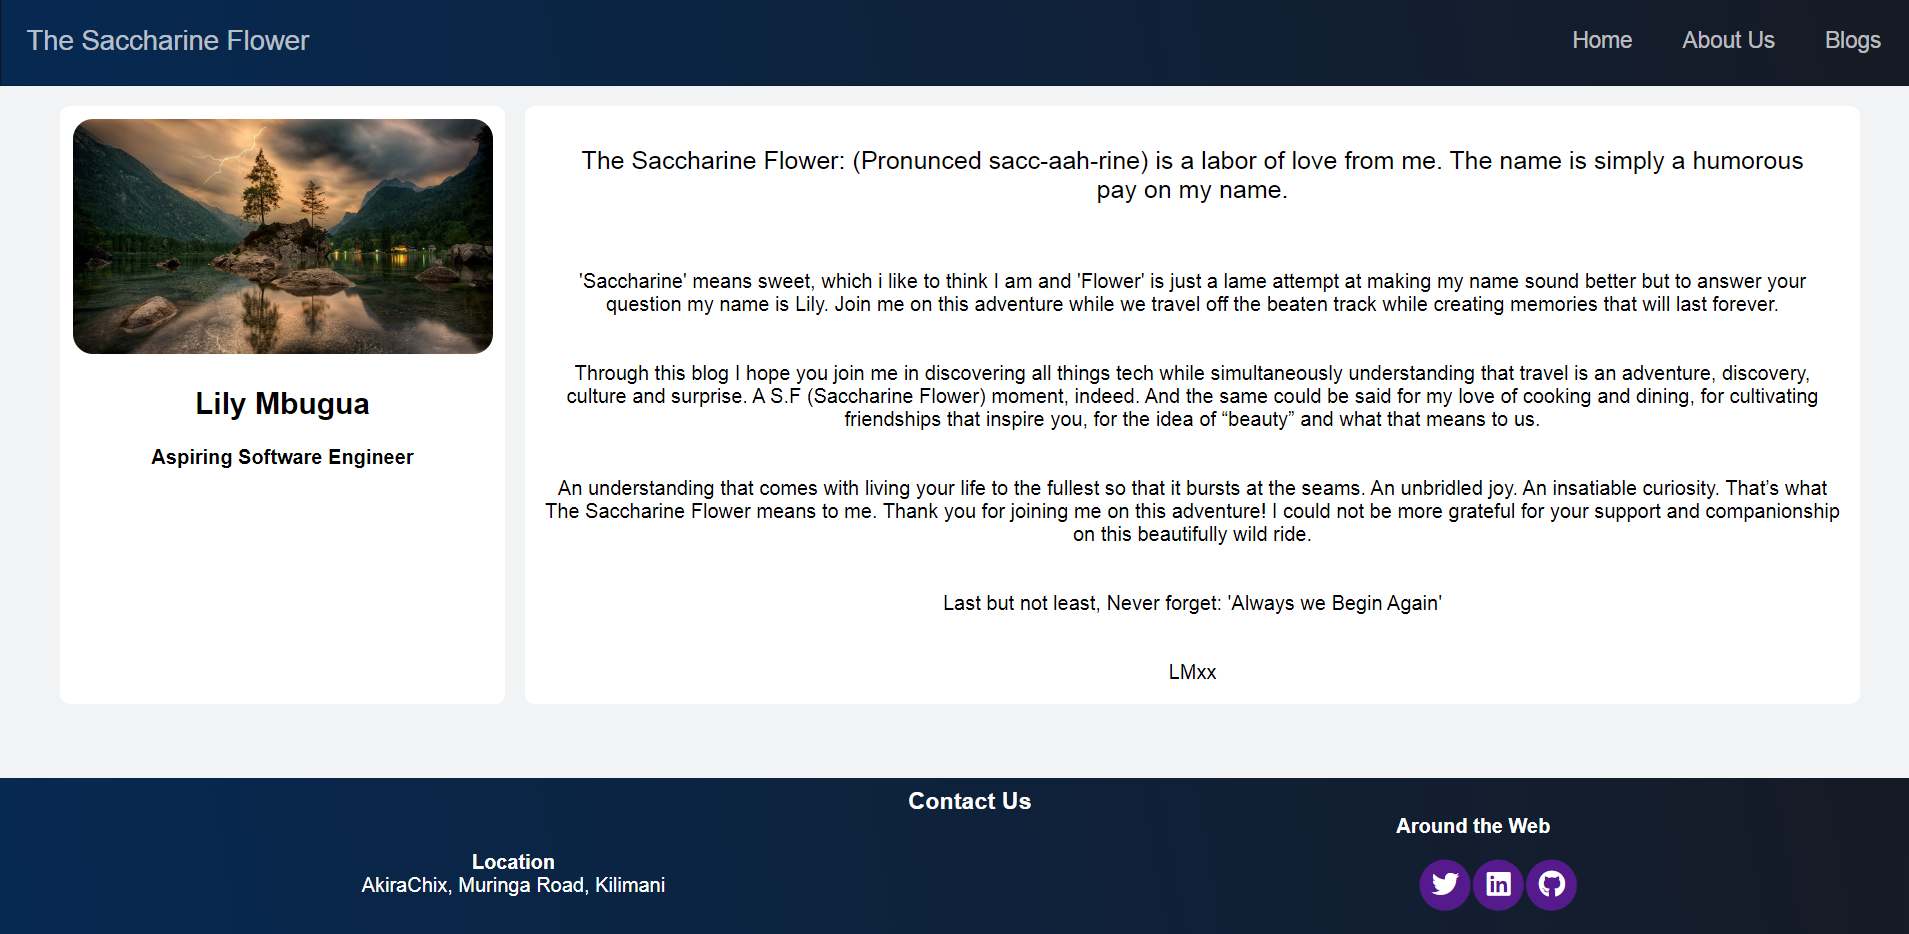 The Saccharine Flower
Home
About Us
Blogs
Lily Mbugua
Aspiring Software Engineer
The Saccharine Flower: (Pronunced sacc-aah-rine) is a labor of love from me. The name is simply a humorous
pay on my name.
'Saccharine' means sweet, which i like to think I am and 'Flower' is just a lame attempt at making my name sound better but to answer your
question my name is Lily. Join me on this adventure while we travel off the beaten track while creating memories that will last forever.
Through this blog I hope you join me in discovering all things tech while simultaneously understanding that travel is an adventure, discovery,
culture and surprise. A S.F (Saccharine Flower) moment, indeed. And the same could be said for my love of cooking and dining, for cultivating
friendships that inspire you, for the idea of “beauty” and what that means to us.
An understanding that comes with living your life to the fullest so that it bursts at the seams. An unbridled joy. An insatiable curiosity. That’s what
The Saccharine Flower means to me. Thank you for joining me on this adventure! I could not be more grateful for your support and companionship
on this beautifully wild ride.
Last but not least, Never forget: 'Always we Begin Again'
LMxx
Contact Us
Location
AkiraChix, Muringa Road, Kilimani
Around the Web